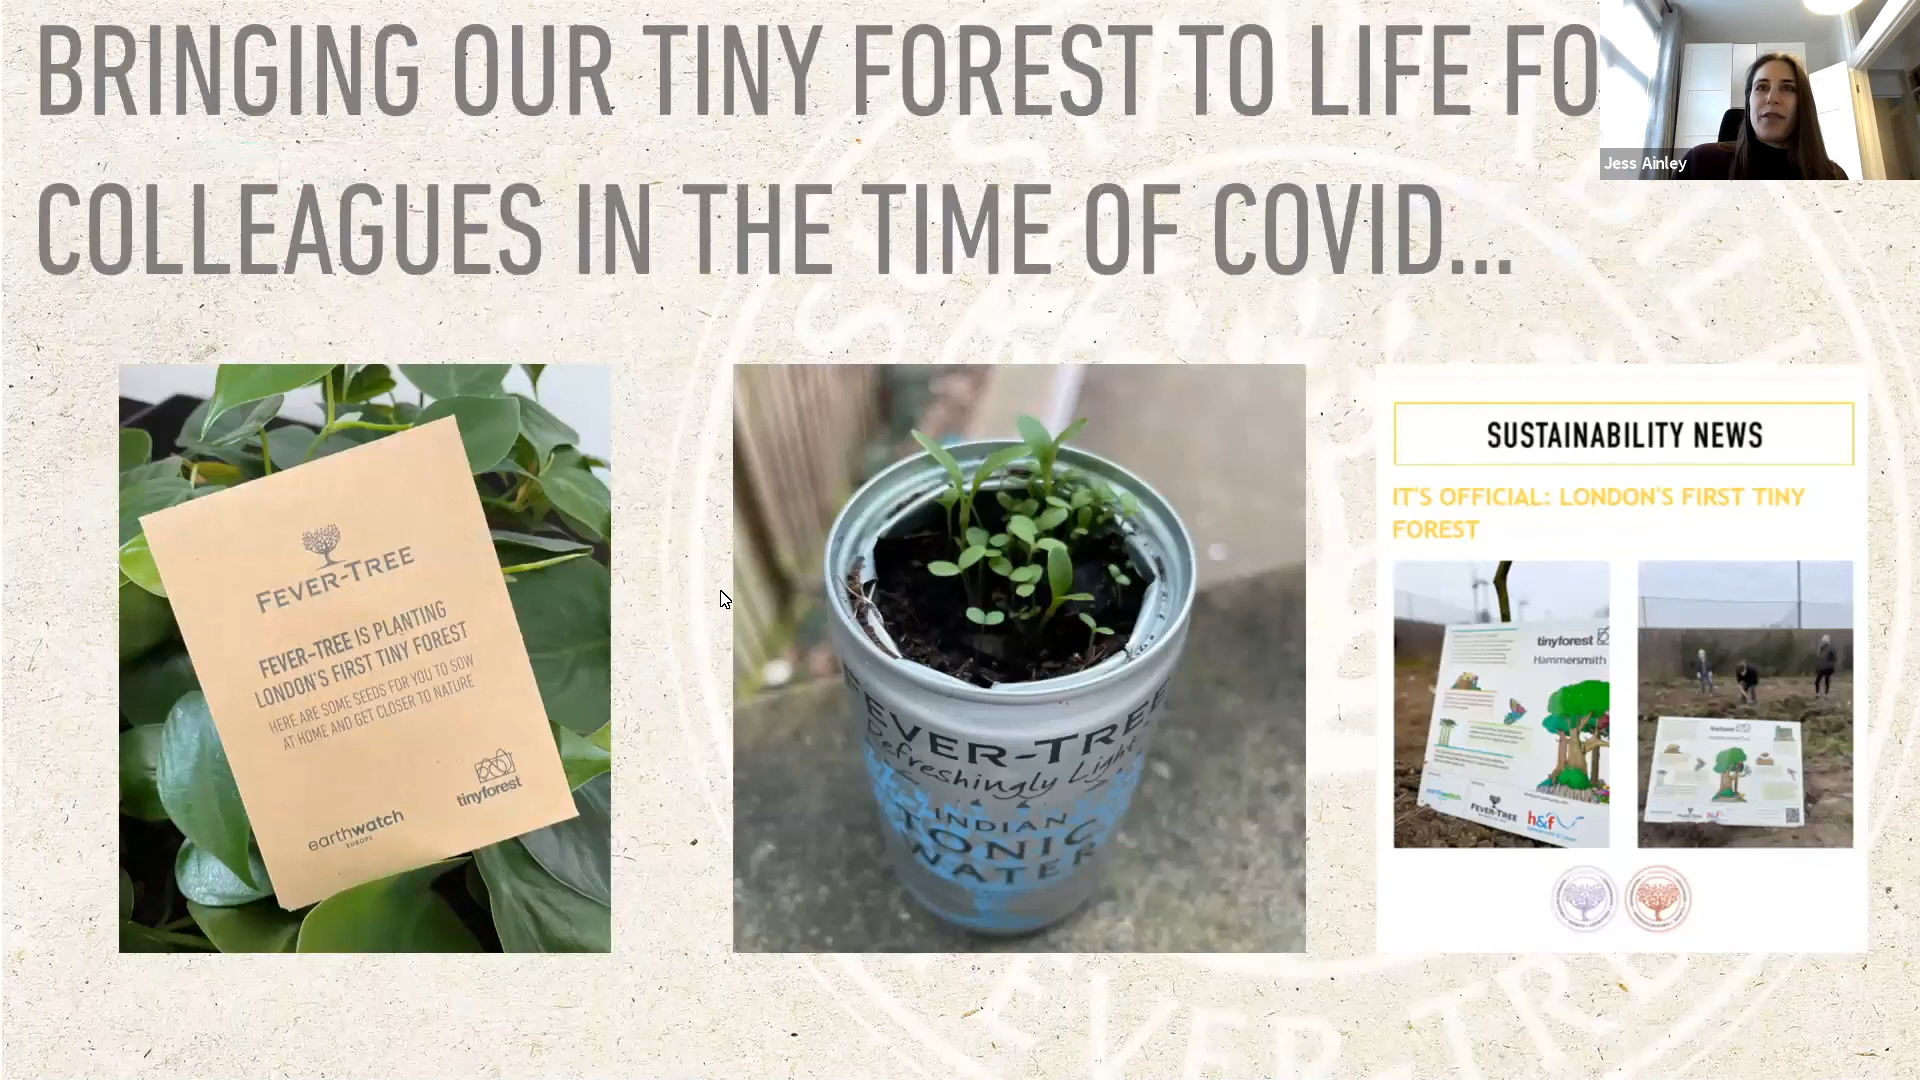 BRINGING OUR TINY FOREST TO LIFE FO
COLLEAGUES IN THE TIME OF COVID...
Jess Ainley
FEVER-TREE
FEVER-TREE IS PLANTING
LONDON'S FIRST TINY FOREST
HERE ARE SOME SEEDS FOR YOU TO SOW
AT HOME AND GET CLOSER TO NATURE
tinyforest
earthwatch
EUROPE
FEVER-TREE
Refreshingly Light
INDIAN
TONIC
WATER
SUSTAINABILITY NEWS
IT'S OFFICIAL: LONDON'S FIRST TINY
FOREST
tinyforest
Hammersmith
earthwatch
FEVER-TREE
h&f
FEVER-TREE